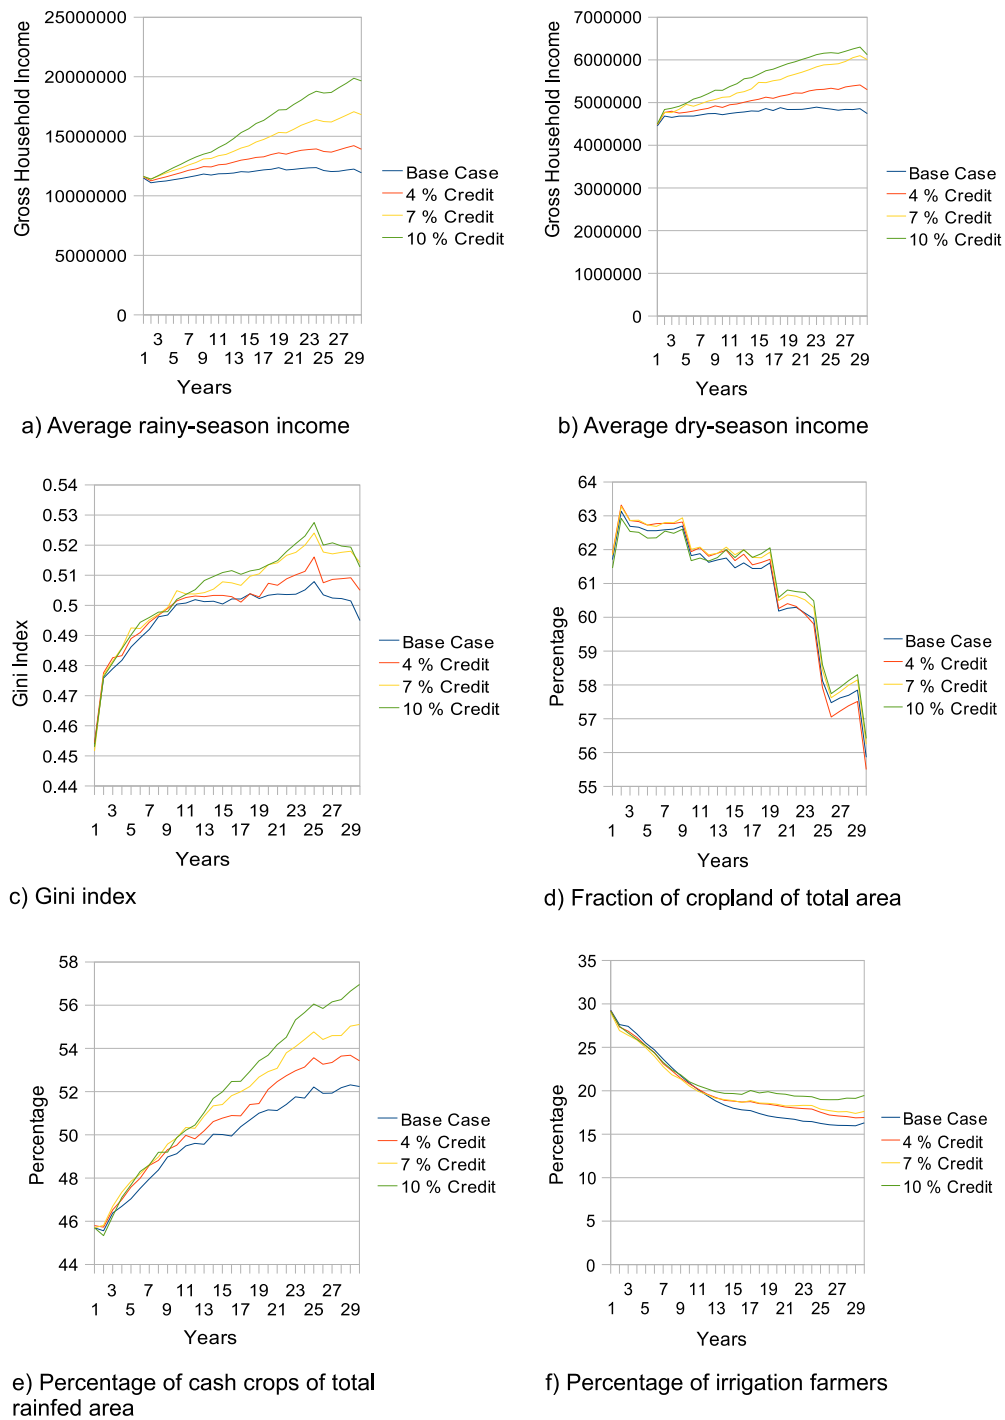 Gross Household Income
25000000
20000000
15000000
10000000
5000000
0
3 7 11 15 19 23 27
1 5 9 13 17 21 25 29
Years
Base Case
4 % Credit
7 % Credit
10 % Credit
a) Average rainy-season income
Gross Household Income
7000000
6000000
5000000
4000000
3000000
2000000
1000000
0
3 7 11 15 19 23 27
1 5 9 13 17 21 25 29
Years
Base Case
4 % Credit
7 % Credit
10 % Credit
b) Average dry-season income
Gini Index
0.54
0.53
0.52
0.51
0.5
0.49
0.48
0.47
0.46
0.45
0.44
3 7 11 15 19 23 27
1 5 9 13 17 21 25 29
Years
Base Case
4 % Credit
7 % Credit
10 % Credit
c) Gini index
Percentage
64
63
62
61
60
59
58
57
56
55
3 7 11 15 19 23 27
1 5 9 13 17 21 25 29
Years
Base Case
4 % Credit
7 % Credit
10 % Credit
d) Fraction of cropland of total area
Percentage
58
56
54
52
50
48
46
44
3 7 11 15 19 23 27
1 5 9 13 17 21 25 29
Years
Base Case
4 % Credit
7 % Credit
10 % Credit
e) Percentage of cash crops of total
rainfed area
Percentage
35
30
25
20
15
10
5
0
3 7 11 15 19 23 27
1 5 9 13 17 21 25 29
Years
Base Case
4 % Credit
7 % Credit
10 % Credit
f) Percentage of irrigation farmers